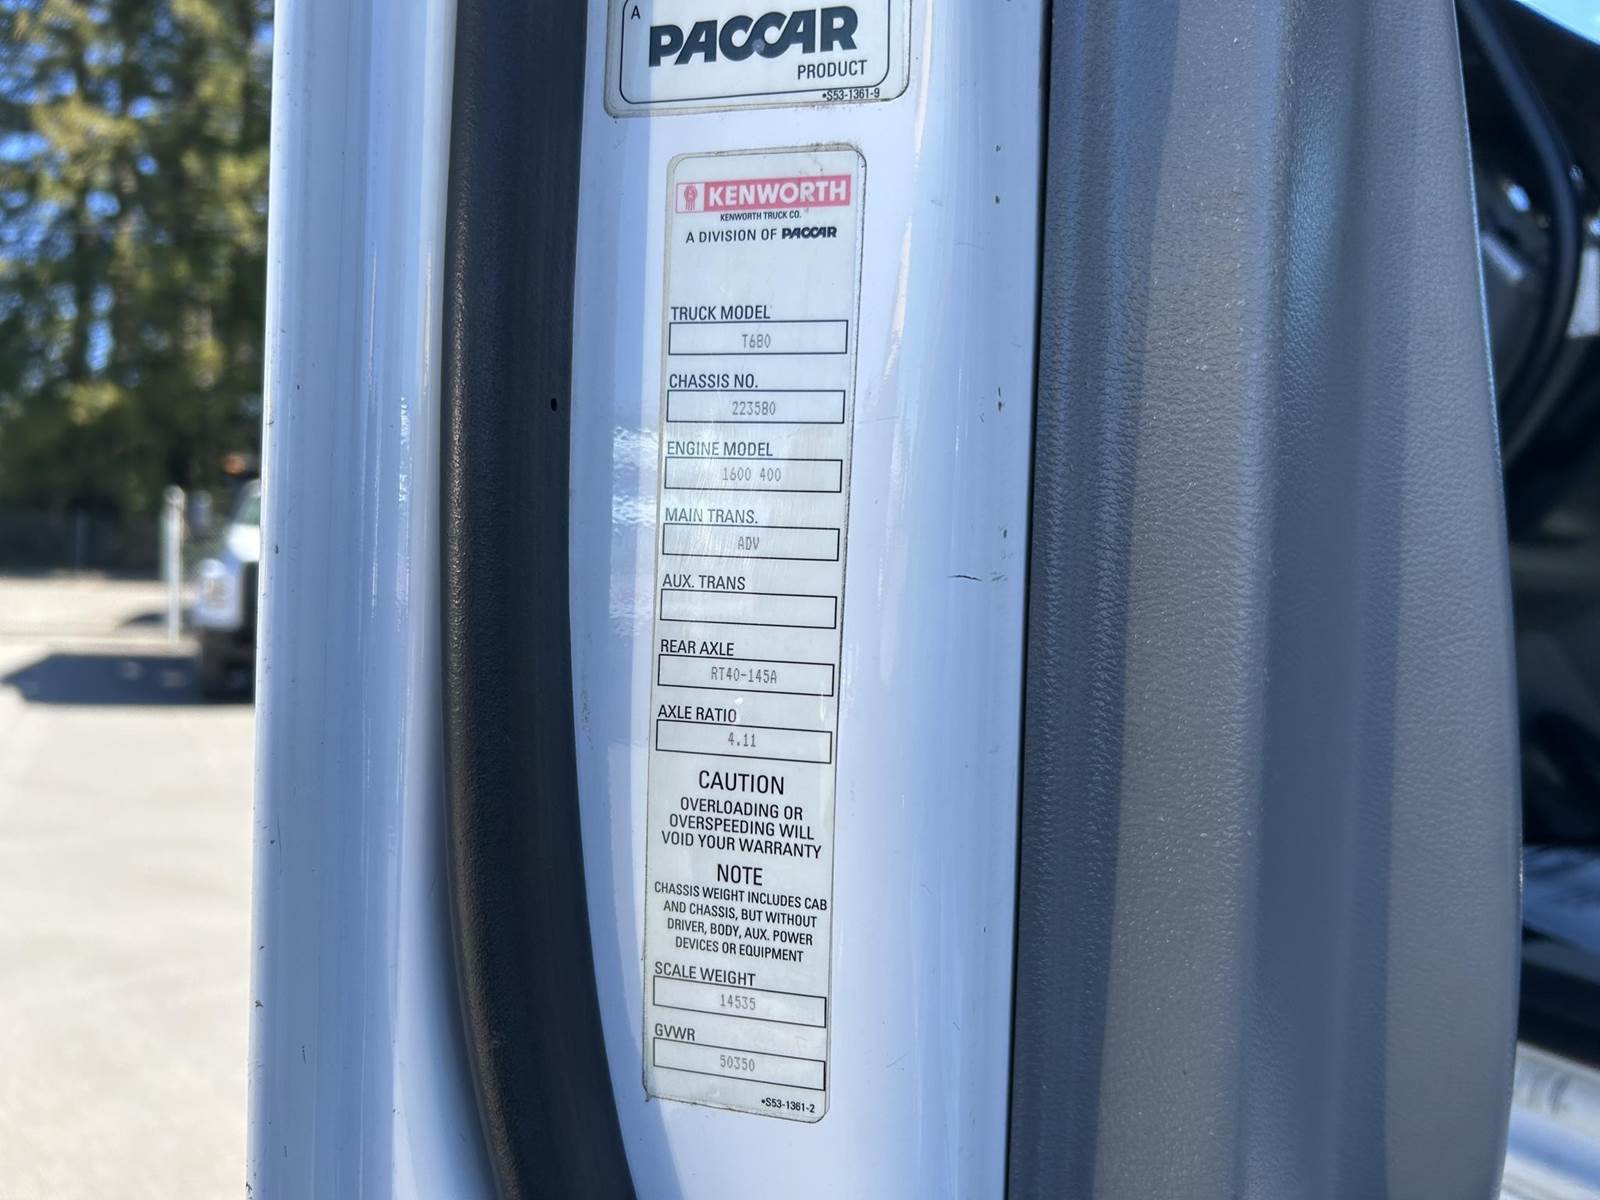 A
PACCAR
PRODUCT
•S53-1361-9
KENWORTH
KENWORTH TRUCK CO.
A DIVISION OF PACCAR
TRUCK MODEL
T680
CHASSIS NO.
223580
ENGINE MODEL
1600 400
MAIN TRANS.
ADV
AUX. TRANS
REAR AXLE
RT40-145A
AXLE RATIO
4.11
CAUTION
OVERLOADING OR
OVERSPEEDING WILL
VOID YOUR WARRANTY
NOTE
CHASSIS WEIGHT INCLUDES CAB
AND CHASSIS, BUT WITHOUT
DRIVER, BODY, AUX. POWER
DEVICES OR EQUIPMENT
SCALE WEIGHT
14535
GVWR
50350
•S53-1361-2